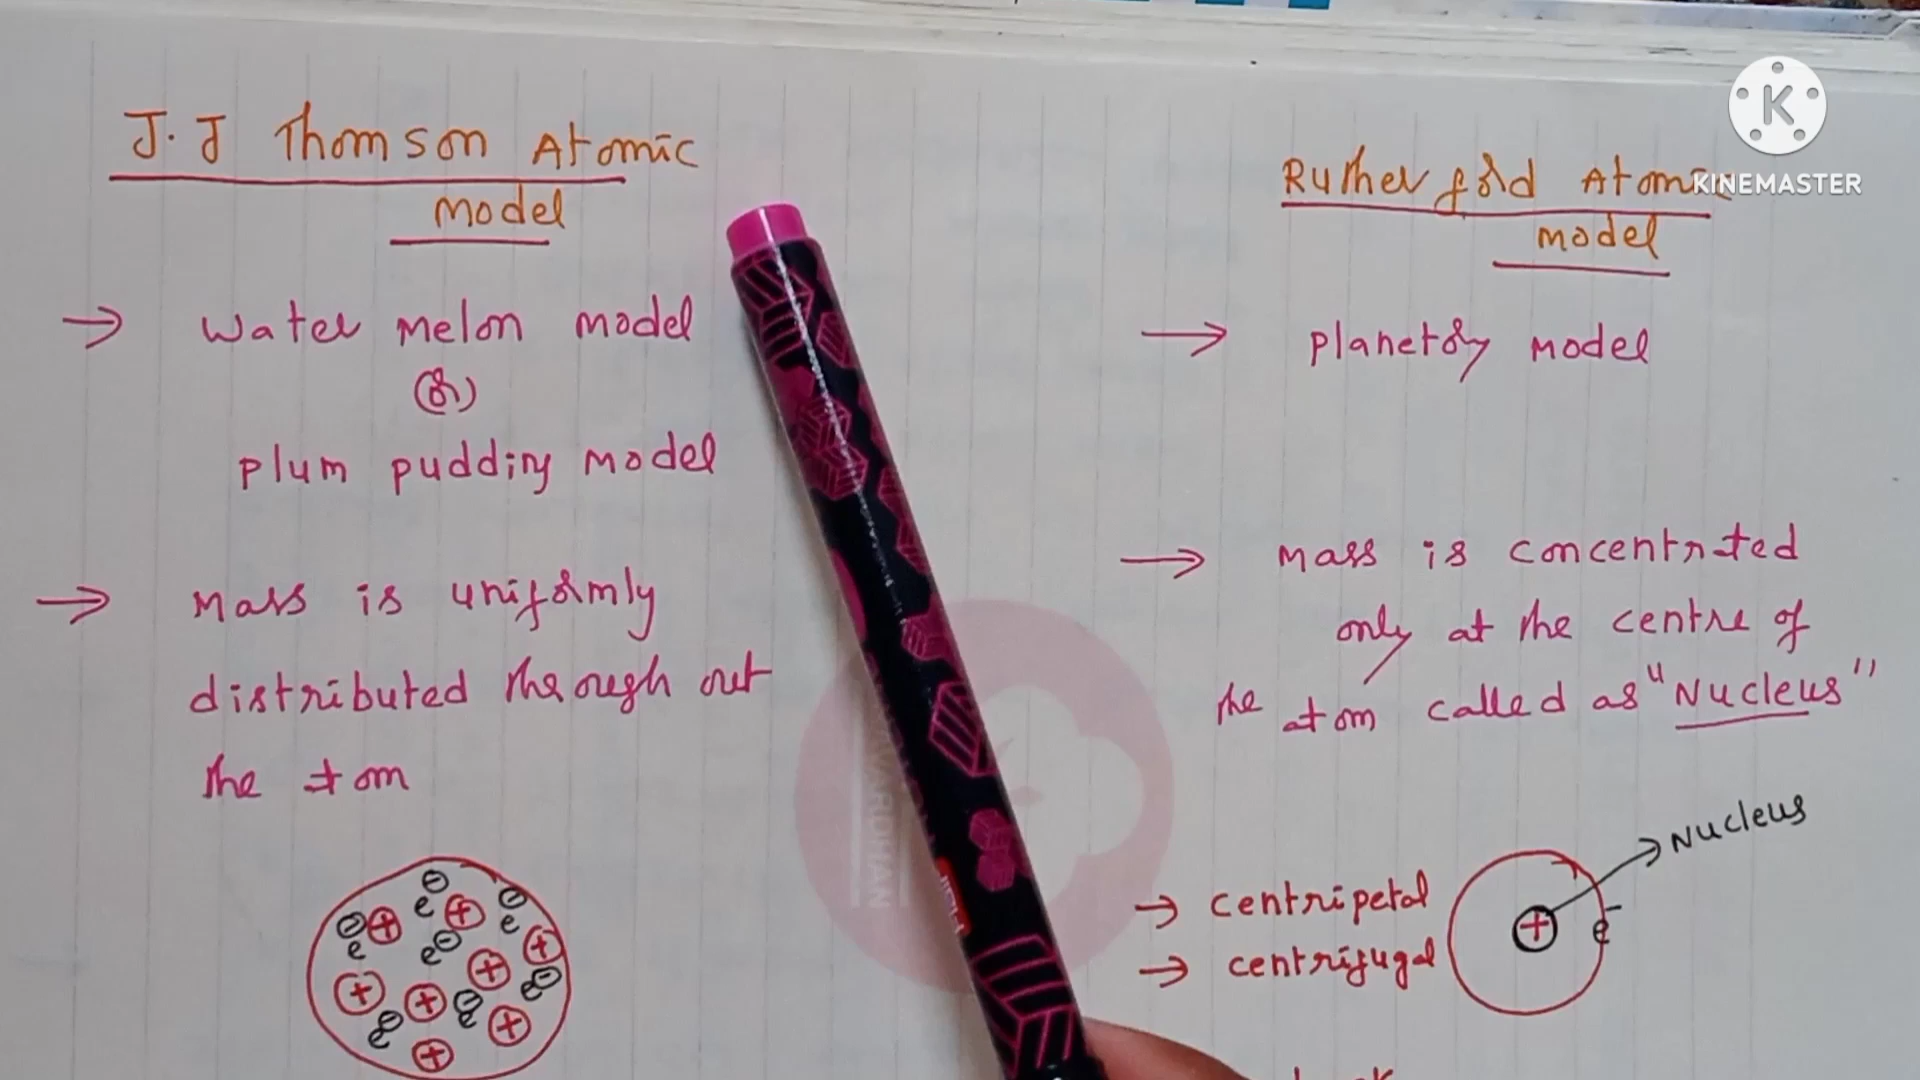 J. J Thomson Atomic
model
→ Water melon model
(or)
plum pudding model
→ Mass is uniformly
distributed through out
the atom
Rutherford Atomic
model
→ planetory model
→ Mass is concentrated
only at the centre of
the atom called as "Nucleus"
→ centripetal
→ centrifugal
Nucleus
+
e-
K
KINEMASTER